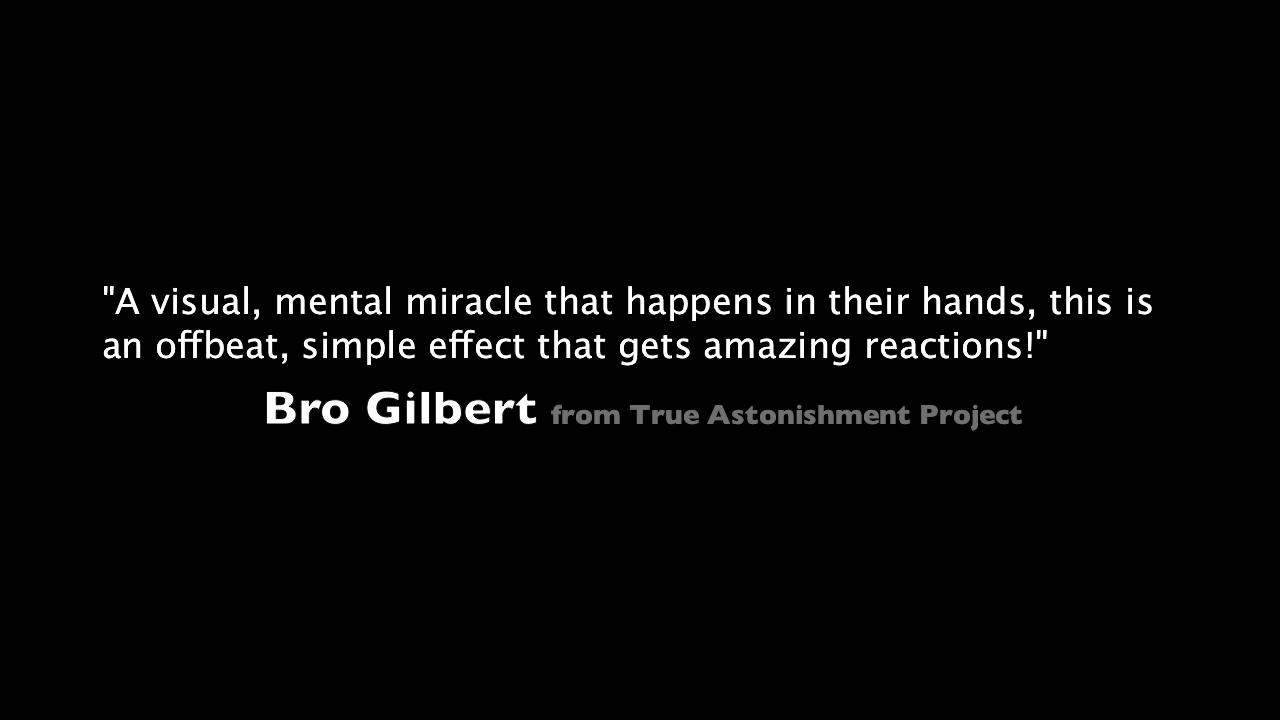 "A visual, mental miracle that happens in their hands, this is
an offbeat, simple effect that gets amazing reactions!"
Bro Gilbert from True Astonishment Project